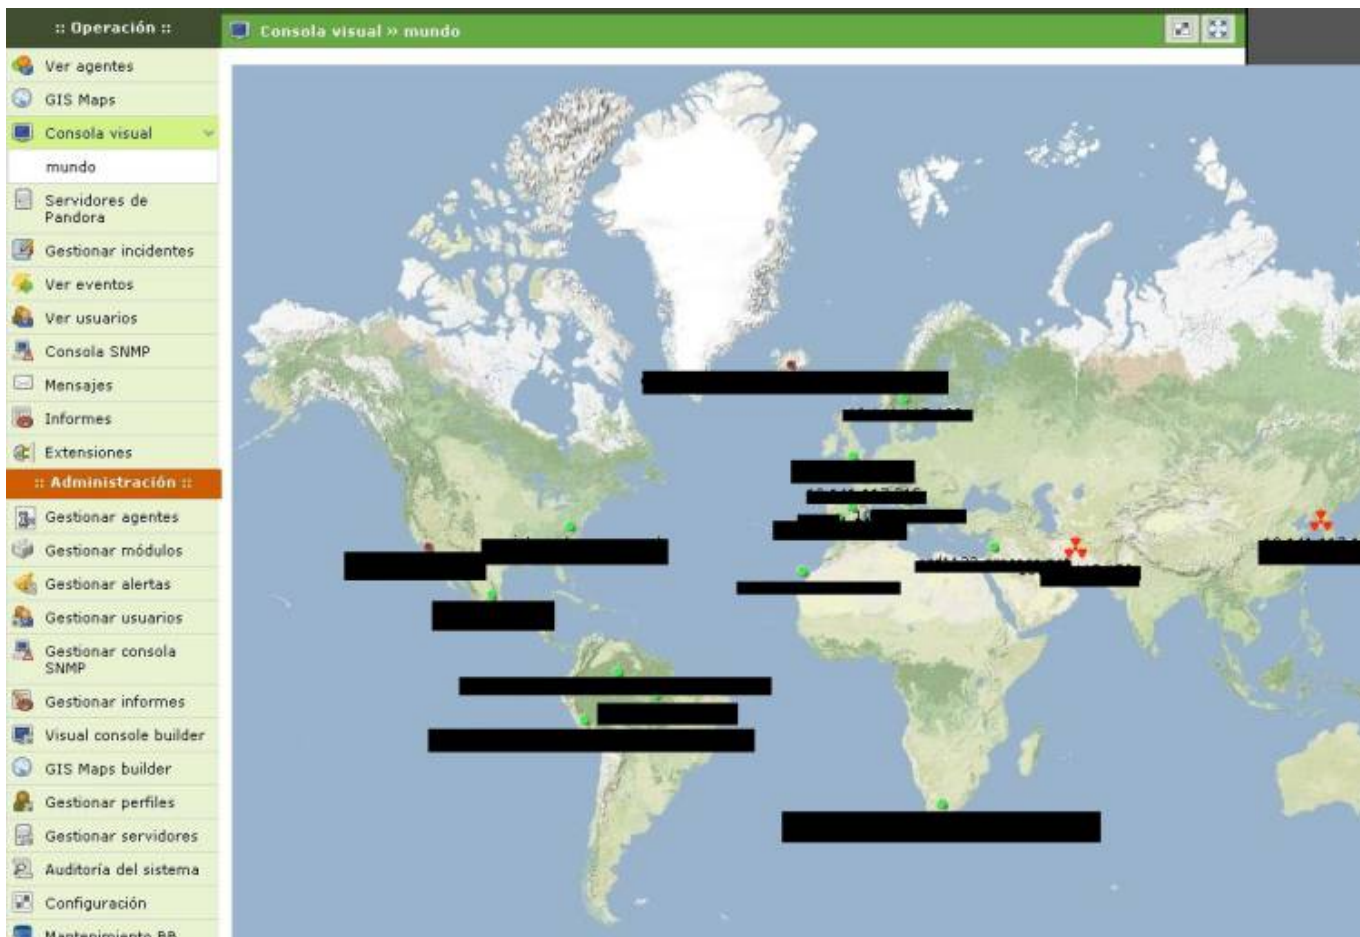 :: Operación ::
Consola visual » mundo
Ver agentes
GIS Maps
Consola visual
mundo
Servidores de
Pandora
Gestionar incidentes
Ver eventos
Ver usuarios
Consola SNMP
Mensajes
Informes
Extensiones
:: Administración ::
Gestionar agentes
Gestionar módulos
Gestionar alertas
Gestionar usuarios
Gestionar consola
SNMP
Gestionar informes
Visual console builder
GIS Maps builder
Gestionar perfiles
Gestionar servidores
Auditoría del sistema
Configuración
Mantenimiento BB